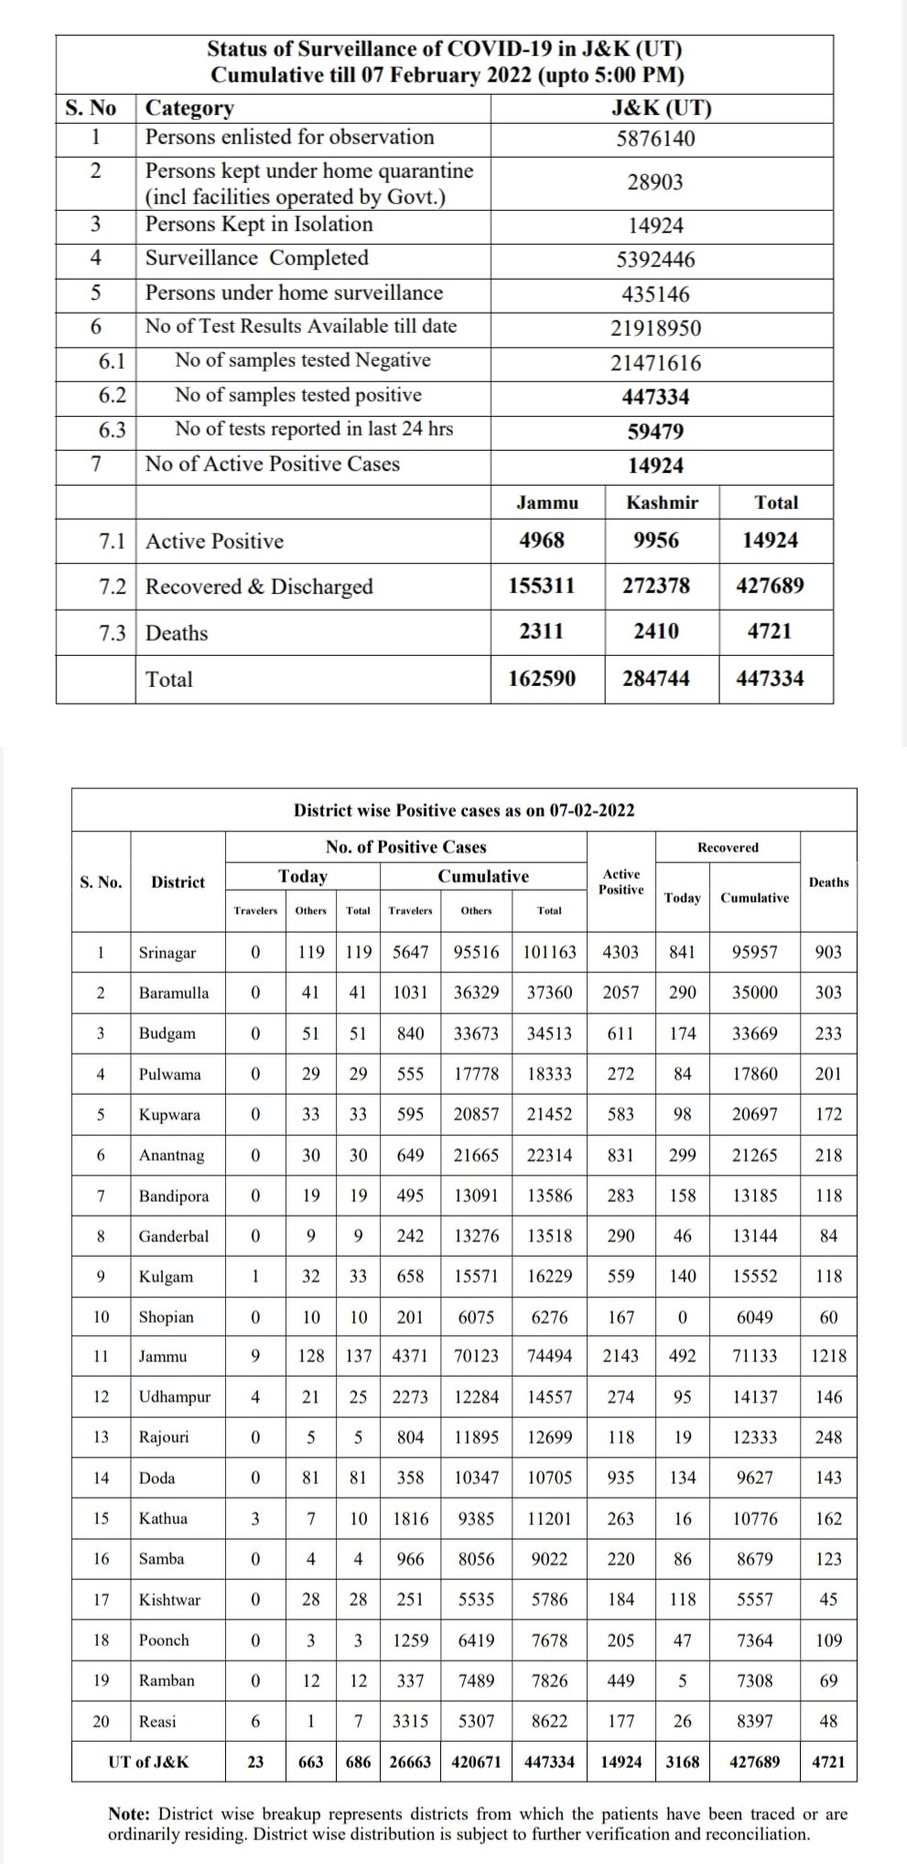 Status of Surveillance of COVID-19 in J&K (UT)
Cumulative till 07 February 2022 (upto 5:00 PM)
S. No Category J&K (UT)
1 Persons enlisted for observation 5876140
2 Persons kept under home quarantine
(incl facilities operated by Govt.) 28903
3 Persons Kept in Isolation 14924
4 Surveillance Completed 5392446
5 Persons under home surveillance 435146
6 No of Test Results Available till date 21918950
6.1 No of samples tested Negative 21471616
6.2 No of samples tested positive 447334
6.3 No of tests reported in last 24 hrs 59479
7 No of Active Positive Cases 14924
Jammu Kashmir Total
7.1 Active Positive 4968 9956 14924
7.2 Recovered & Discharged 155311 272378 427689
7.3 Deaths 2311 2410 4721
Total 162590 284744 447334
District wise Positive cases as on 07-02-2022
S. No. District No. of Positive Cases Active Positive Recovered Deaths
Today Cumulative Today Cumulative
Travelers Others Total Travelers Others Total
1 Srinagar 0 119 119 5647 95516 101163 4303 841 95957 903
2 Baramulla 0 41 41 1031 36329 37360 2057 290 35000 303
3 Budgam 0 51 51 840 33673 34513 611 174 33669 233
4 Pulwama 0 29 29 555 17778 18333 272 84 17860 201
5 Kupwara 0 33 33 595 20857 21452 583 98 20697 172
6 Anantnag 0 30 30 649 21665 22314 831 299 21265 218
7 Bandipora 0 19 19 495 13091 13586 283 158 13185 118
8 Ganderbal 0 9 9 242 13276 13518 290 46 13144 84
9 Kulgam 1 32 33 658 15571 16229 559 140 15552 118
10 Shopian 0 10 10 201 6075 6276 167 0 6049 60
11 Jammu 9 128 137 4371 70123 74494 2143 492 71133 1218
12 Udhampur 4 21 25 2273 12284 14557 274 95 14137 146
13 Rajouri 0 5 5 804 11895 12699 118 19 12333 248
14 Doda 0 81 81 358 10347 10705 935 134 9627 143
15 Kathua 3 7 10 1816 9385 11201 263 16 10776 162
16 Samba 0 4 4 966 8056 9022 220 86 8679 123
17 Kishtwar 0 28 28 251 5535 5786 184 118 5557 45
18 Poonch 0 3 3 1259 6419 7678 205 47 7364 109
19 Ramban 0 12 12 337 7489 7826 449 5 7308 69
20 Reasi 6 1 7 3315 5307 8622 177 26 8397 48
UT of J&K 23 663 686 26663 420671 447334 14924 3168 427689 4721
Note: District wise breakup represents districts from which the patients have been traced or are
ordinarily residing. District wise distribution is subject to further verification and reconciliation.